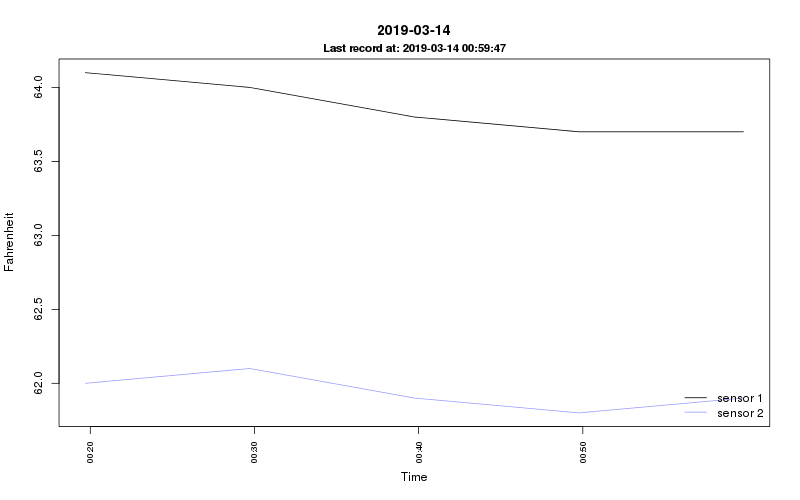 2019-03-14
Last record at: 2019-03-14 00:59:47
Fahrenheit
64.0
63.5
63.0
62.5
62.0
sensor 1
sensor 2
00:20
00:30
00:40
00:50
Time